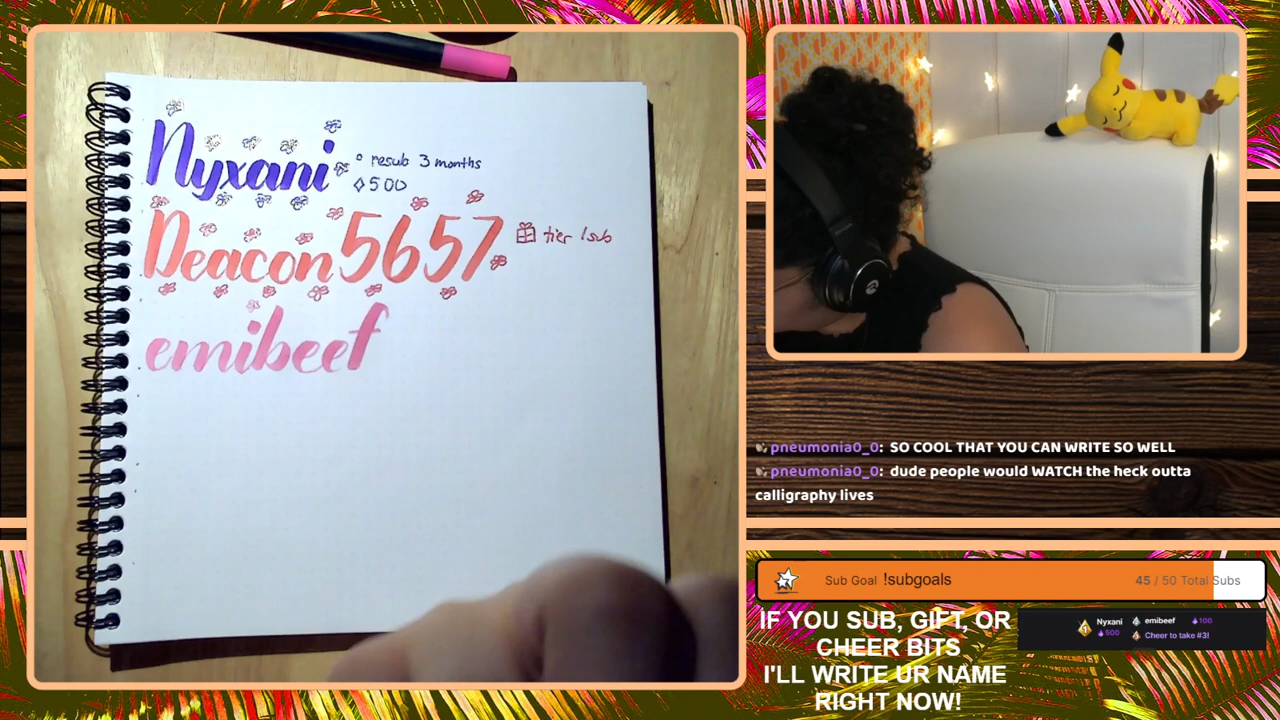 Nyxani
° resub 3 months
◊500
Deacon5657
tier 1 sub
emibeef
pneumonia0_0: SO COOL THAT YOU CAN WRITE SO WELL
pneumonia0_0: dude people would WATCH the heck outta
calligraphy lives
Sub Goal !subgoals
45 / 50 Total Subs
IF YOU SUB, GIFT, OR
CHEER BITS
I'LL WRITE UR NAME
RIGHT NOW!
1 Nyxani
500
emibeef 100
Cheer to take #3!